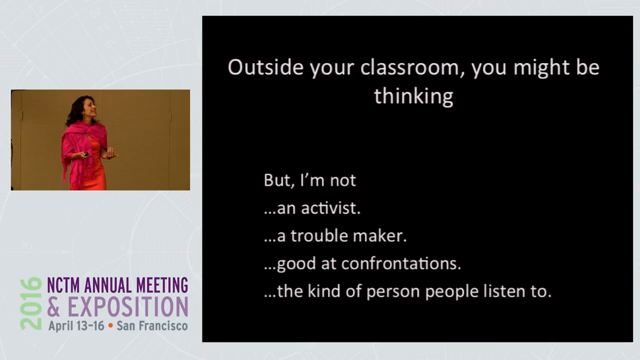 Outside your classroom, you might be
thinking
But, I'm not
...an activist.
...a trouble maker.
...good at confrontations.
...the kind of person people listen to.
2016
NCTM ANNUAL MEETING
& EXPOSITION
April 13–16 • San Francisco